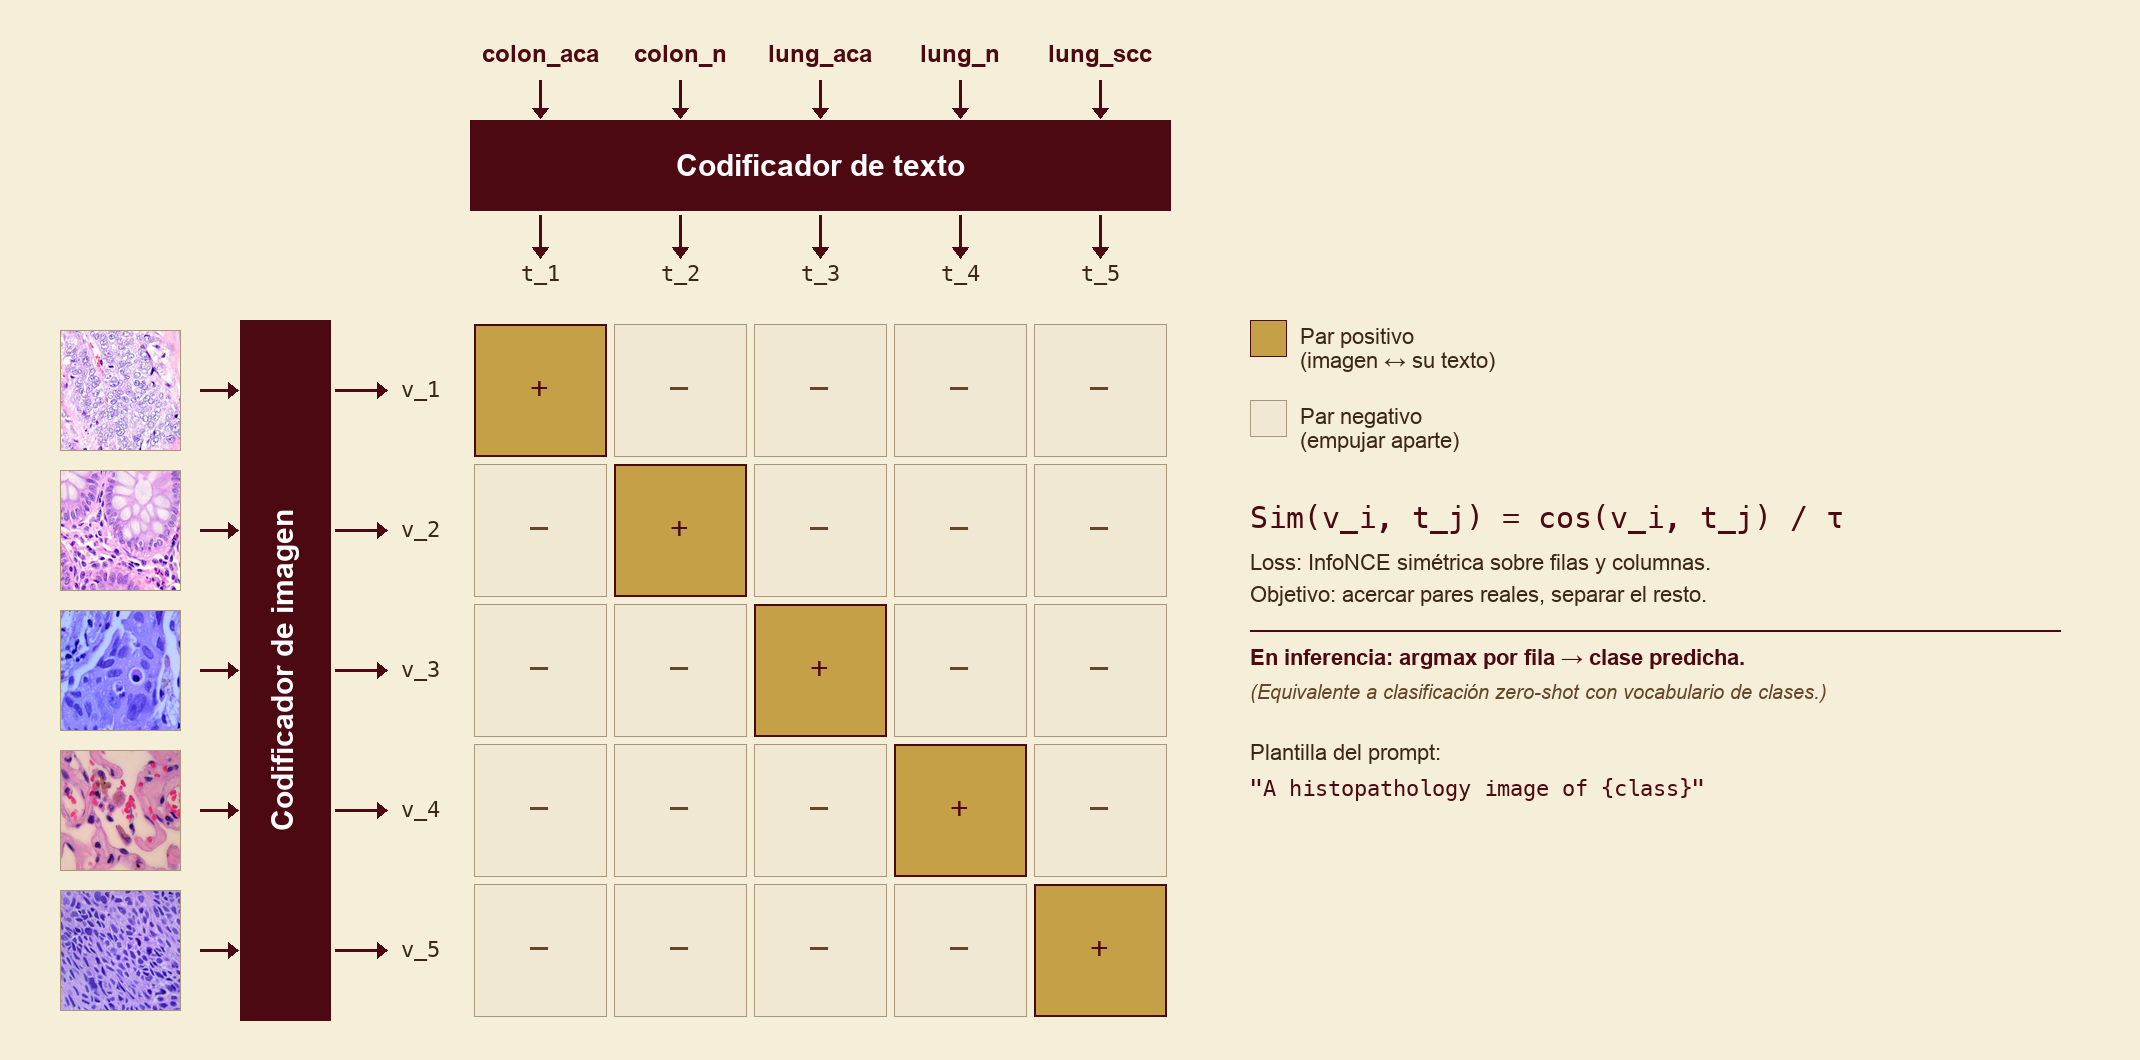 colon_aca colon_n lung_aca lung_n lung_scc
Codificador de texto
t_1 t_2 t_3 t_4 t_5
Codificador de imagen
v_1 + − − − −
v_2 − + − − −
v_3 − − + − −
v_4 − − − + −
v_5 − − − − +
Par positivo
(imagen ↔ su texto)
Par negativo
(empujar aparte)
Sim(v_i, t_j) = cos(v_i, t_j) / τ
Loss: InfoNCE simétrica sobre filas y columnas.
Objetivo: acercar pares reales, separar el resto.
En inferencia: argmax por fila → clase predicha.
(Equivalente a clasificación zero-shot con vocabulario de clases.)
Plantilla del prompt:
"A histopathology image of {class}"